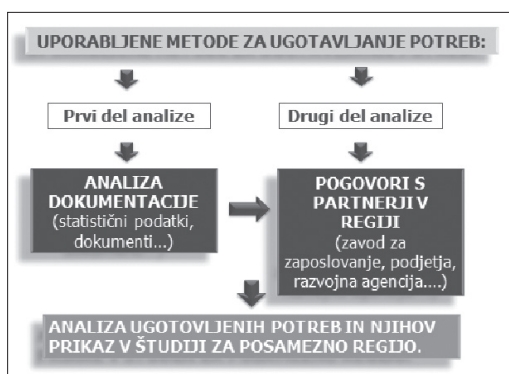 UPORABLJENE METODE ZA UGOTAVLJANJE POTREB:
Prvi del analize
Drugi del analize
ANALIZA
DOKUMENTACIJE
(statistični podatki,
dokumenti...)
POGOVORI S
PARTNERJI V
REGIJI
(zavod za
zaposlovanje, podjetja,
razvojna agencija....)
ANALIZA UGOTOVLJENIH POTREB IN NJIHOV
PRIKAZ V ŠTUDIJI ZA POSAMEZNO REGIJO.